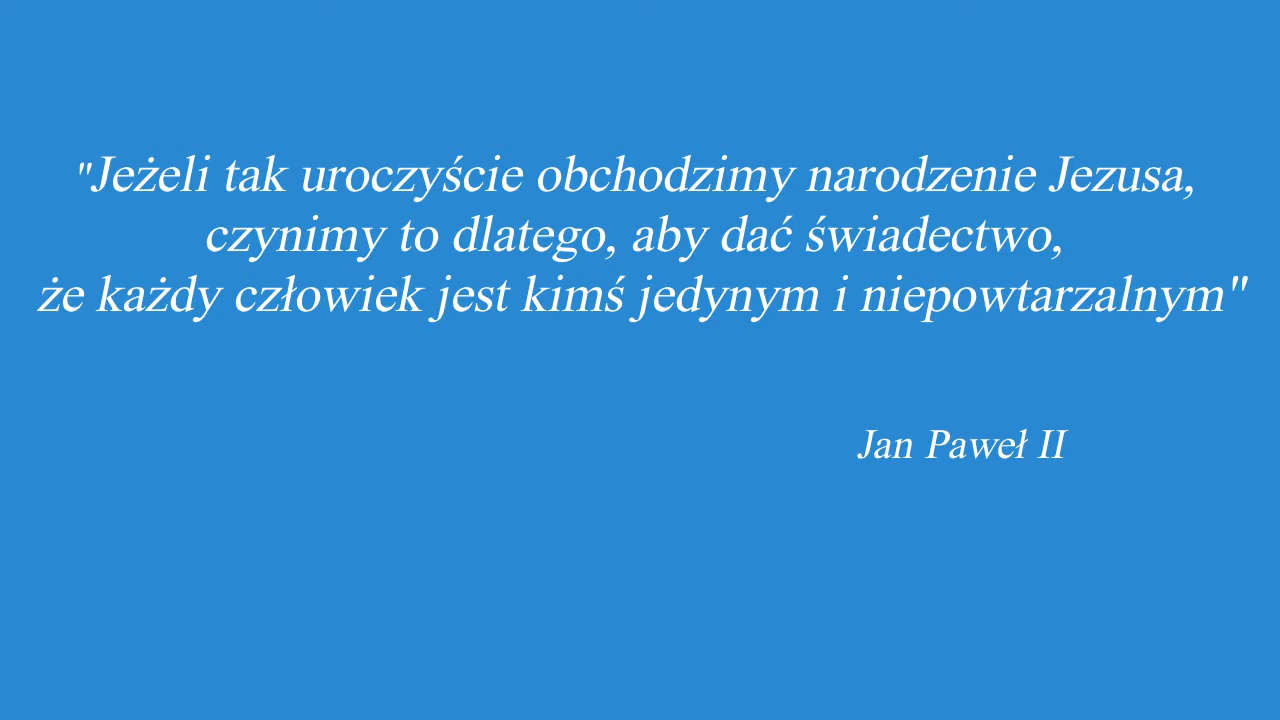 "Jeżeli tak uroczyście obchodzimy narodzenie Jezusa,
czynimy to dlatego, aby dać świadectwo,
że każdy człowiek jest kimś jedynym i niepowtarzalnym"
Jan Paweł II